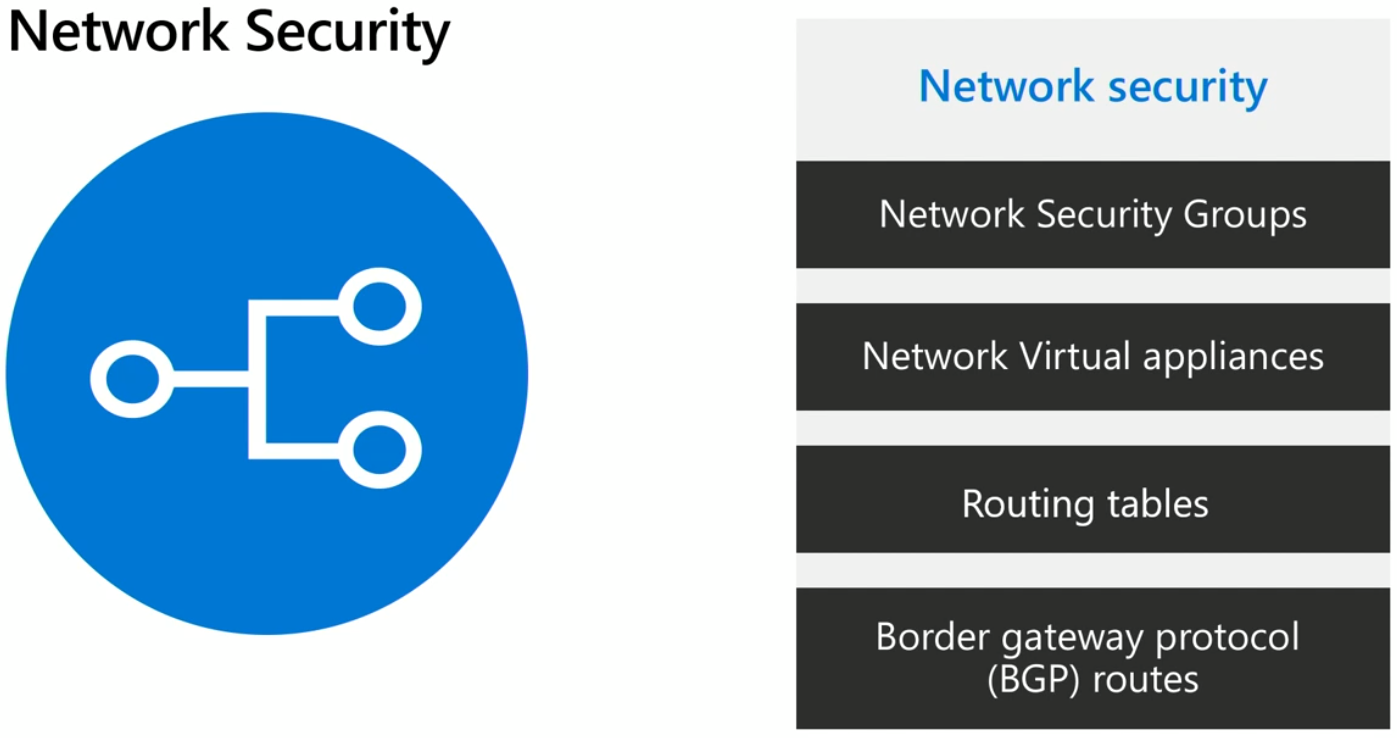 Network Security
Network security
Network Security Groups
Network Virtual appliances
Routing tables
Border gateway protocol
(BGP) routes